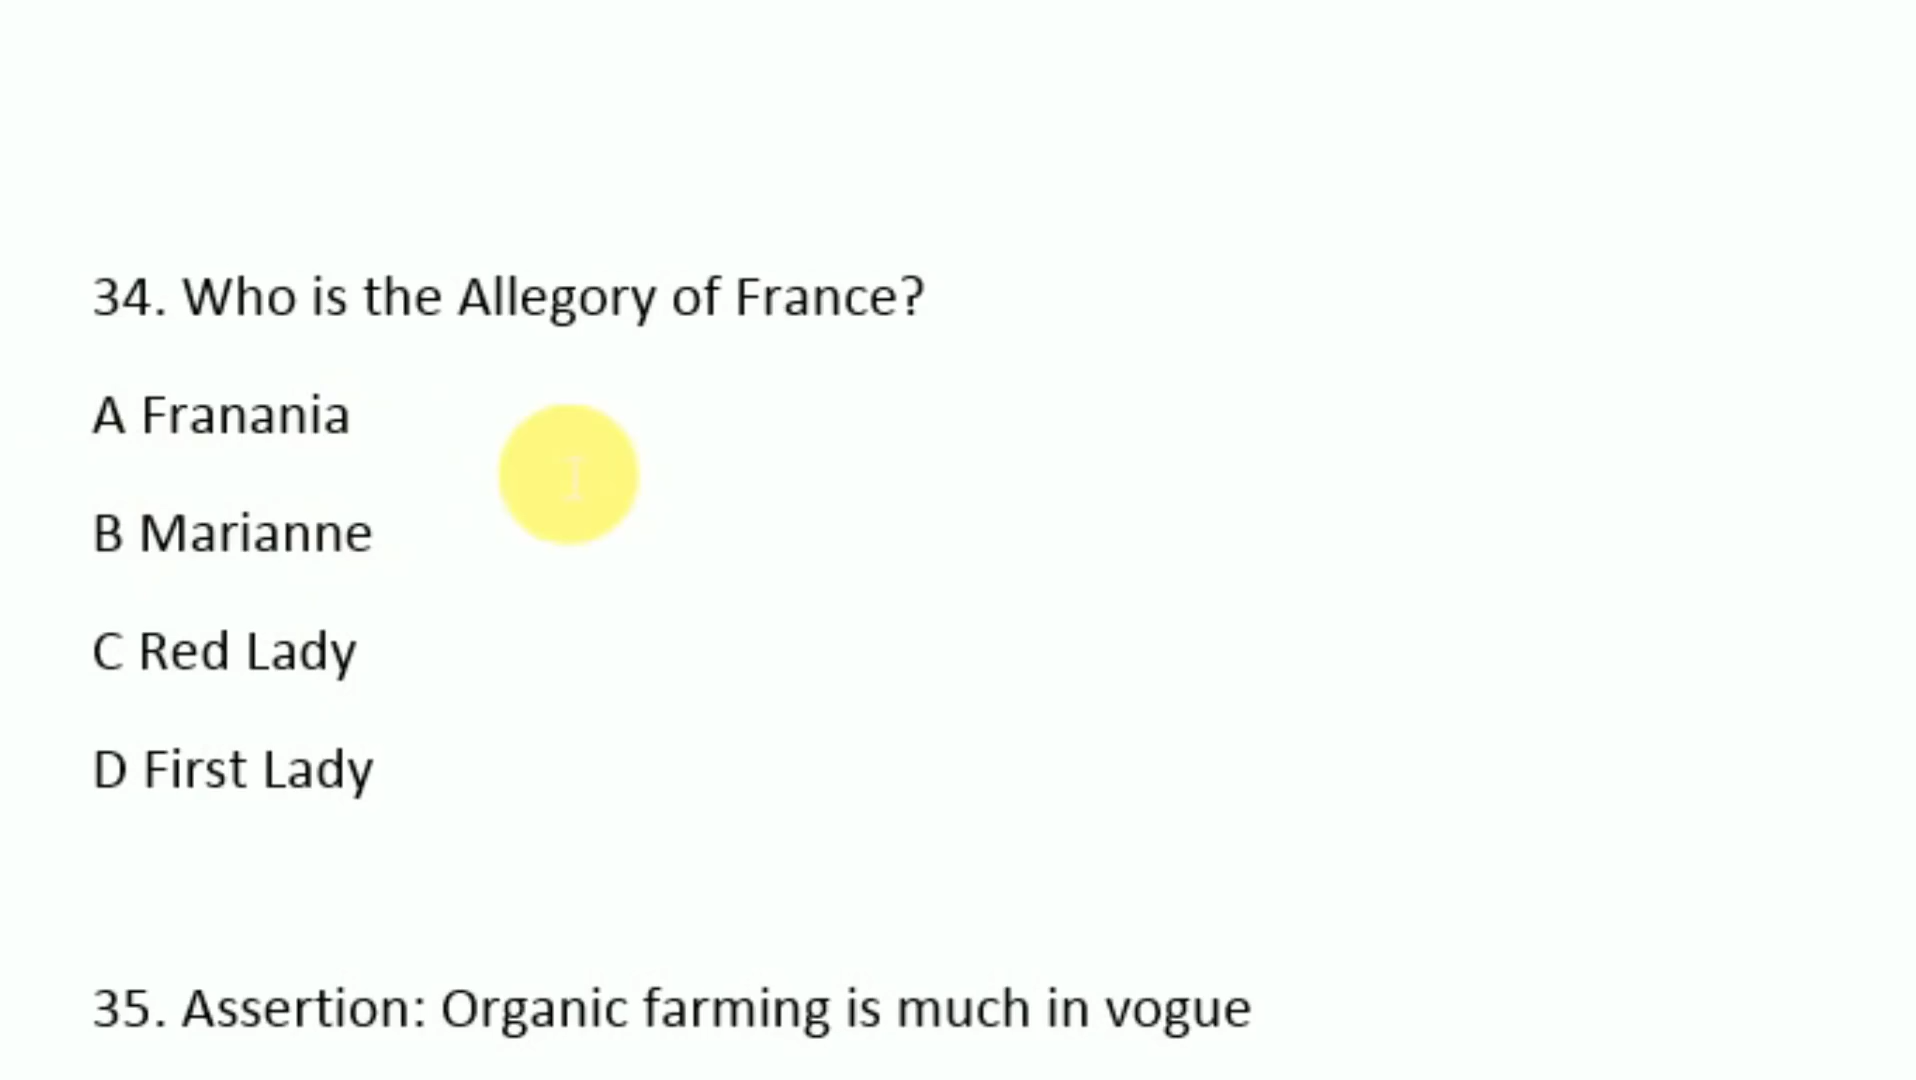 34. Who is the Allegory of France?
A Franania
B Marianne
C Red Lady
D First Lady
35. Assertion: Organic farming is much in vogue